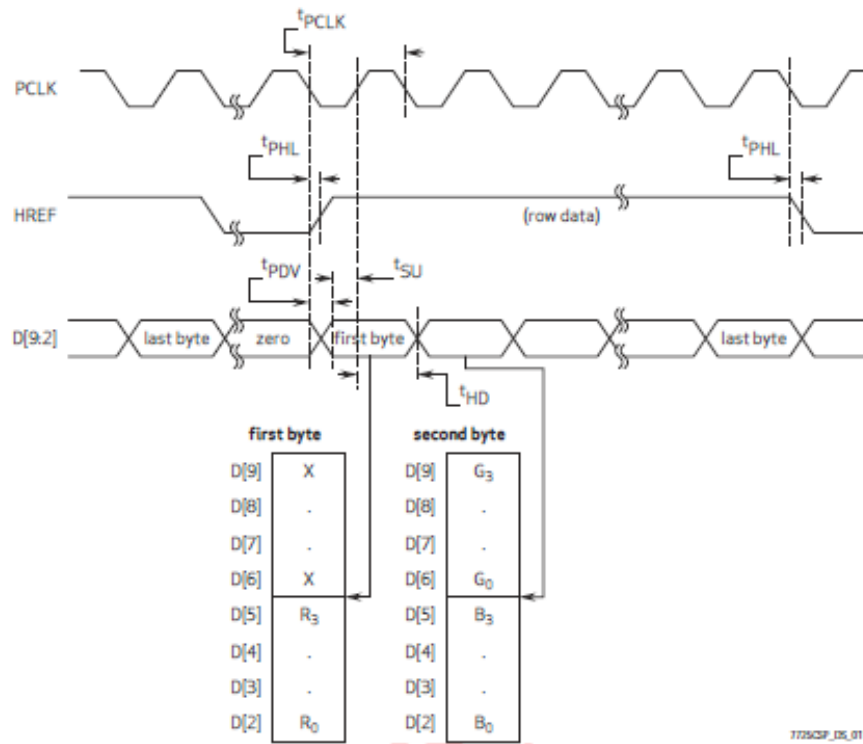 tPCLK
PCLK
tPHL
tPHL
HREF
(row data)
tPDV
tSU
D[9:2]
last byte
zero
first byte
last byte
tHD
first byte
second byte
D[9] X D[9] G3
D[8] . D[8] .
D[7] . D[7] .
D[6] X D[6] G0
D[5] R3 D[5] B3
D[4] . D[4] .
D[3] . D[3] .
D[2] R0 D[2] B0